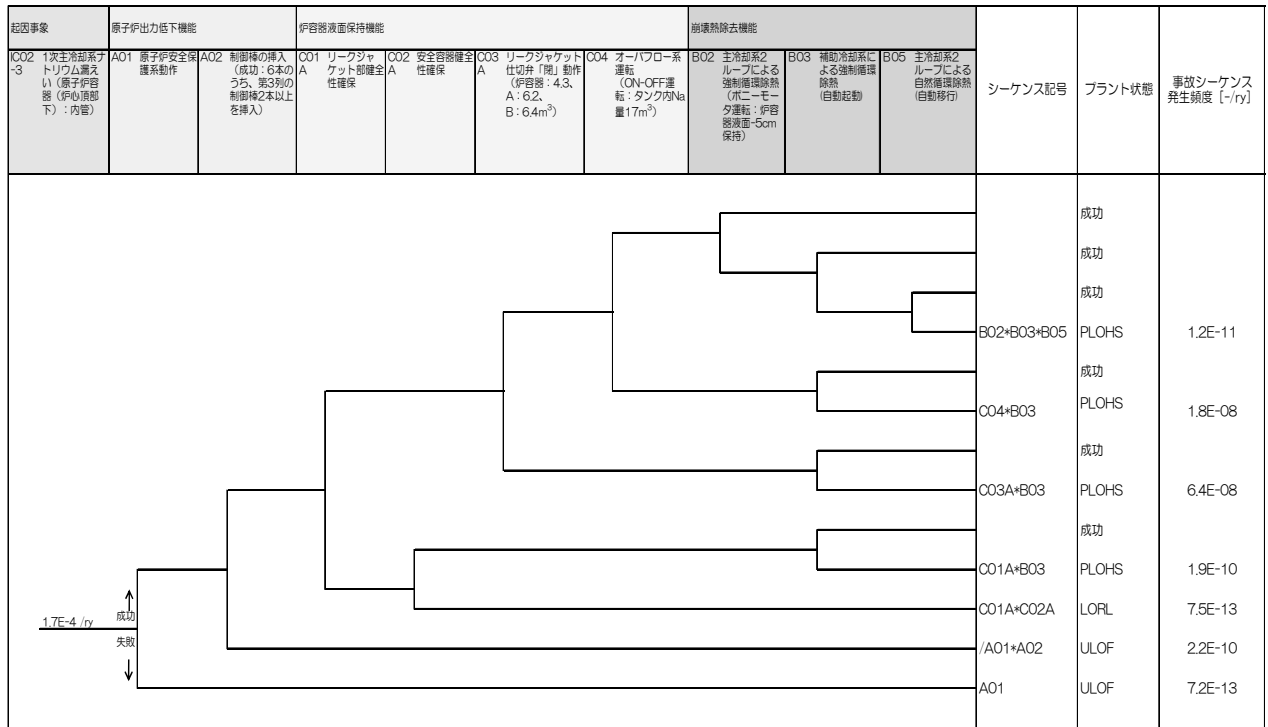 起因事象
原子炉出力低下機能
炉容器液面保持機能
崩壊熱除去機能
IC02
-3
1次主冷却系ナ
トリウム漏え
い（原子炉容
器（炉心頂部
下）：内管）
A01 原子炉安全保
護系動作
A02 制御棒の挿入
（成功：6本の
うち、第3列の
制御棒2本以上
を挿入）
C01
A
リークジャ
ケット部健全
性確保
C02
A
安全容器健全
性確保
C03
A
リークジャケット
仕切弁「閉」動作
（炉容器：4.3、
A：6.2、
B：6.4m³）
C04 オーバフロー系
運転
（ON-OFF運
転：タンク内Na
量17m³）
B02 主冷却系2
ループによる
強制循環除熱
（ポニーモー
タ運転：炉容
器液面-5cm
保持）
B03 補助冷却系に
よる強制循環
除熱
(自動起動)
B05 主冷却系2
ループによる
自然循環除熱
(自動移行)
シーケンス記号
プラント状態
事故シーケンス
発生頻度 [-/ry]
成功
成功
成功
B02*B03*B05 PLOHS 1.2E-11
成功
C04*B03 PLOHS 1.8E-08
成功
C03A*B03 PLOHS 6.4E-08
成功
C01A*B03 PLOHS 1.9E-10
C01A*C02A LORL 7.5E-13
1.7E-4 /ry
成功
失敗
/A01*A02 ULOF 2.2E-10
A01 ULOF 7.2E-13